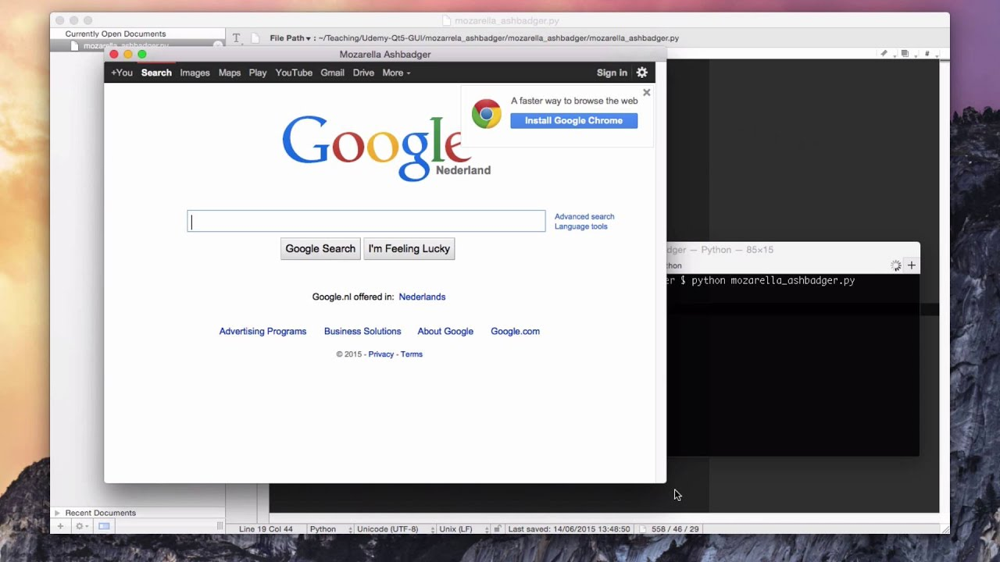 mozarella_ashbadger.py
Currently Open Documents
mozarella_ashbadger.py
File Path ▾ : ~/Teaching/Udemy-Qt5-GUI/mozarrela_ashbadger/mozarella_ashbadger/mozarella_ashbadger.py
Mozarella Ashbadger
+You Search Images Maps Play YouTube Gmail Drive More Sign in
A faster way to browse the web
Install Google Chrome
Google
Nederland
Advanced search
Language tools
Google Search I'm Feeling Lucky
Google.nl offered in: Nederlands
Advertising Programs Business Solutions About Google Google.com
© 2015 - Privacy - Terms
dger — Python — 85×15
thon
er $ python mozarella_ashbadger.py
Recent Documents
Line 19 Col 44 Python Unicode (UTF-8) Unix (LF) Last saved: 14/06/2015 13:48:50 558 / 46 / 29